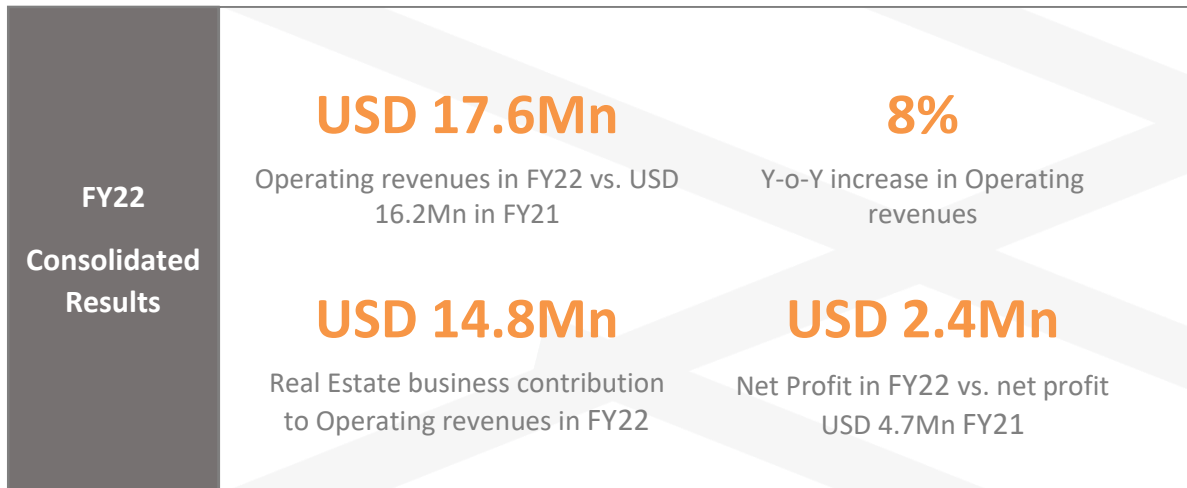 FY22
Consolidated
Results
USD 17.6Mn
Operating revenues in FY22 vs. USD
16.2Mn in FY21
8%
Y-o-Y increase in Operating
revenues
USD 14.8Mn
Real Estate business contribution
to Operating revenues in FY22
USD 2.4Mn
Net Profit in FY22 vs. net profit
USD 4.7Mn FY21